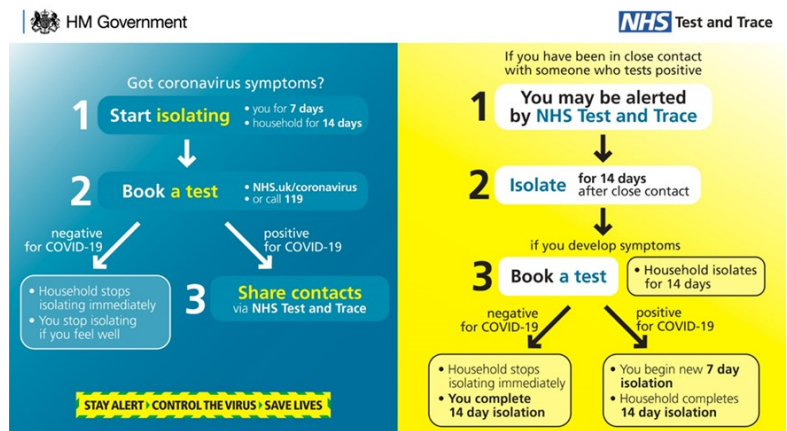 HM Government
NHS Test and Trace
Got coronavirus symptoms?
1 Start isolating
• you for 7 days
• household for 14 days
2 Book a test
• NHS.uk/coronavirus
• or call 119
negative
for COVID-19
positive
for COVID-19
• Household stops
isolating immediately
• You stop isolating
if you feel well
3 Share contacts
via NHS Test and Trace
STAY ALERT CONTROL THE VIRUS SAVE LIVES
If you have been in close contact
with someone who tests positive
1 You may be alerted
by NHS Test and Trace
2 Isolate
for 14 days
after close contact
if you develop symptoms
3 Book a test
• Household isolates
for 14 days
negative
for COVID-19
positive
for COVID-19
• Household stops
isolating immediately
• You complete
14 day isolation
• You begin new 7 day
isolation
• Household completes
14 day isolation